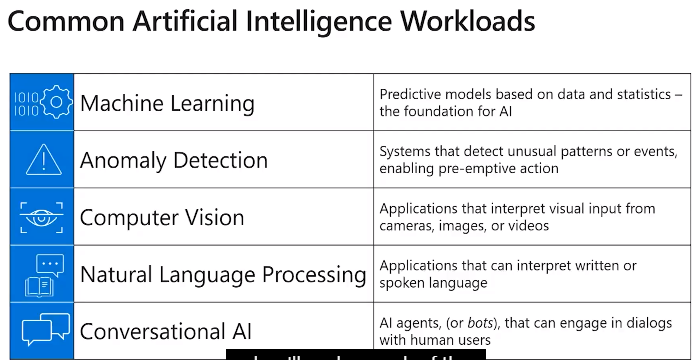 Common Artificial Intelligence Workloads
1010
1010
Machine Learning
Predictive models based on data and statistics –
the foundation for AI
Anomaly Detection
Systems that detect unusual patterns or events,
enabling pre-emptive action
Computer Vision
Applications that interpret visual input from
cameras, images, or videos
Natural Language Processing
Applications that can interpret written or
spoken language
Conversational AI
AI agents, (or bots), that can engage in dialogs
with human users